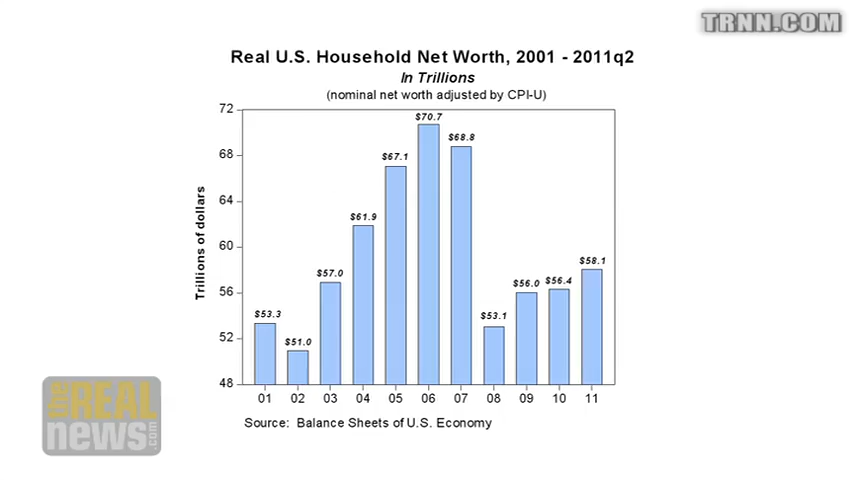 TRNN.COM
Real U.S. Household Net Worth, 2001 - 2011q2
In Trillions
(nominal net worth adjusted by CPI-U)
Trillions of dollars
72
68
64
60
56
52
48
$53.3
$51.0
$57.0
$61.9
$67.1
$70.7
$68.8
$53.1
$56.0
$56.4
$58.1
01 02 03 04 05 06 07 08 09 10 11
Source: Balance Sheets of U.S. Economy
the REAL
news.com